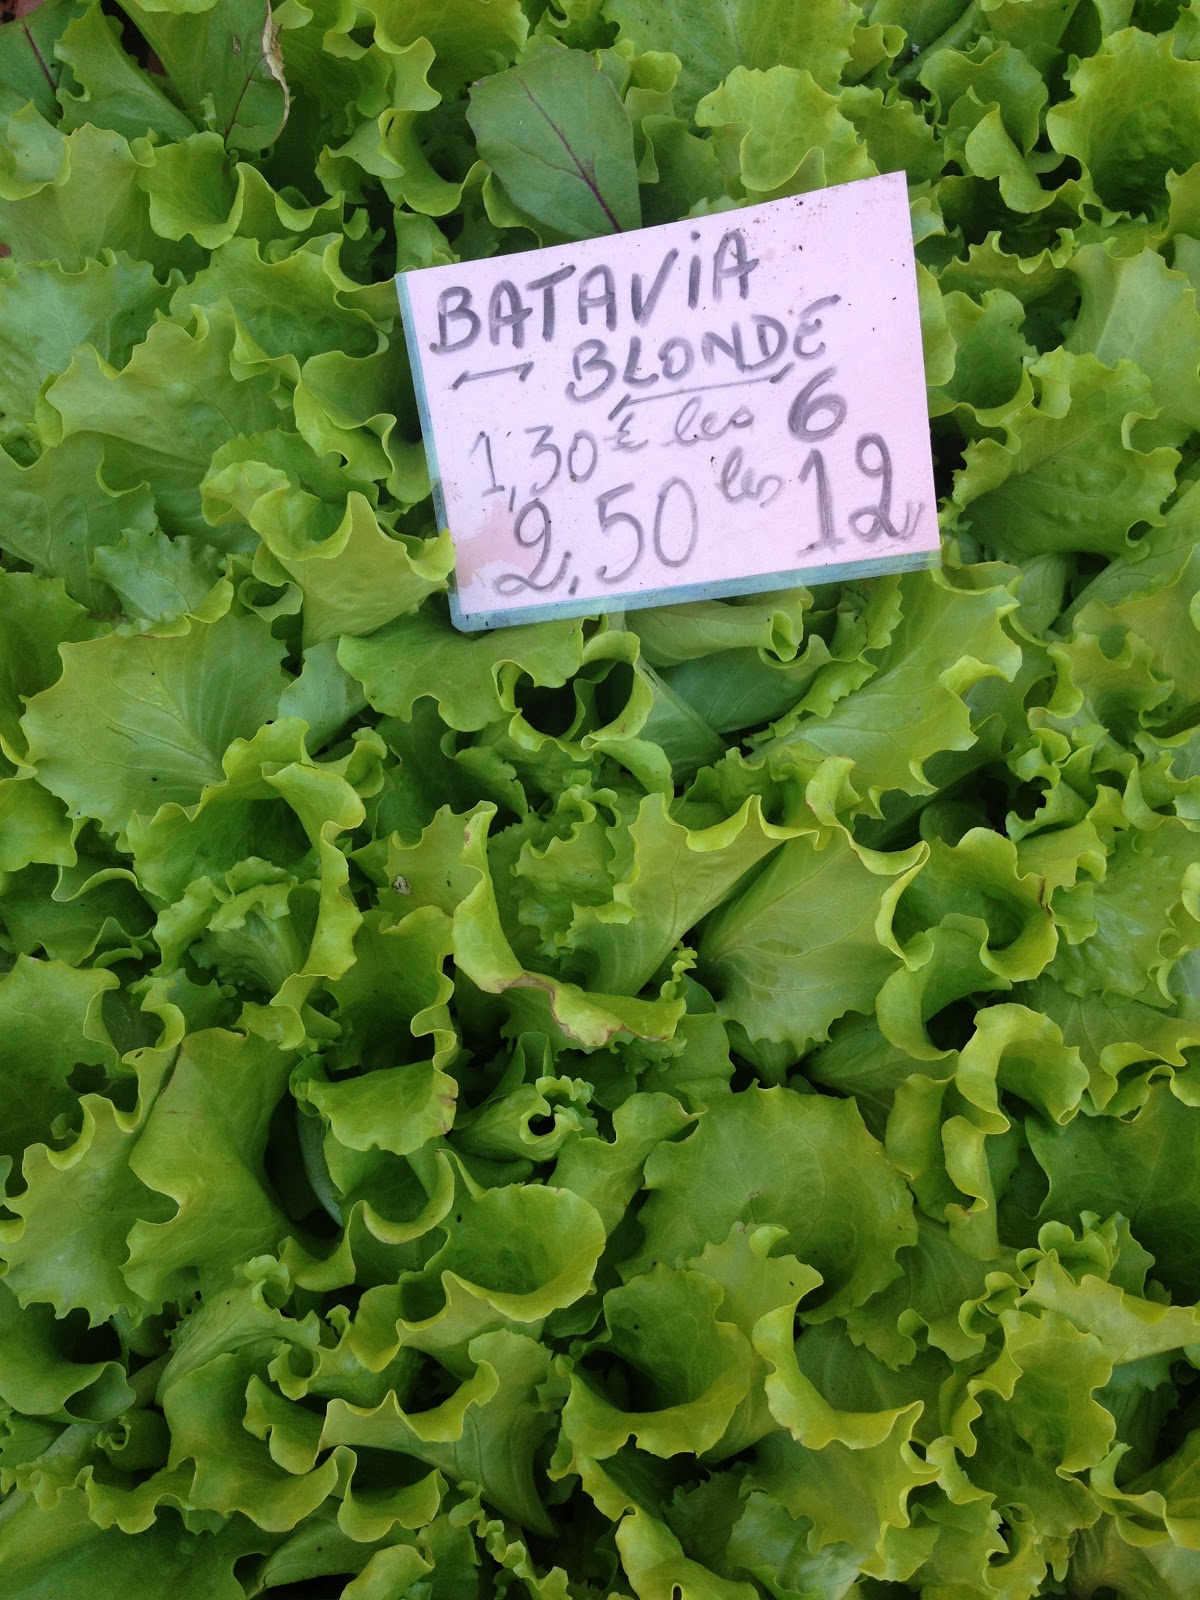 BATAVIA
BLONDE
1,30 € les 6
2,50 les 12